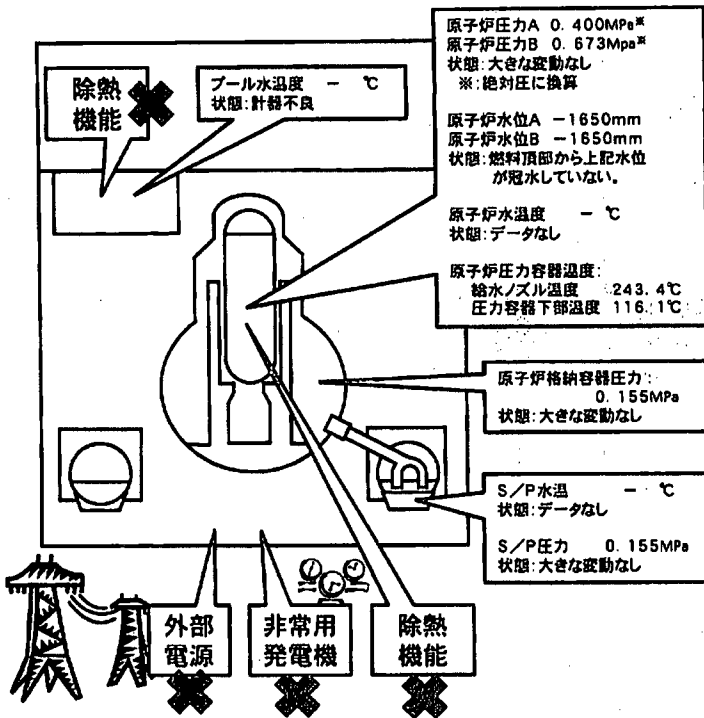 除熱
機能
プール水温度 － ℃
状態：計器不良
原子炉圧力A 0．400MPa※
原子炉圧力B 0．673Mpa※
状態：大きな変動なし
※：絶対圧に換算
原子炉水位A －1650mm
原子炉水位B －1650mm
状態：燃料頂部から上記水位
が冠水していない。
原子炉水温度 － ℃
状態：データなし
原子炉圧力容器温度：
給水ノズル温度 243．4℃
圧力容器下部温度 116．1℃
原子炉格納容器圧力：
0．155MPa
状態：大きな変動なし
S／P水温 － ℃
状態：データなし
S／P圧力 0．155MPa
状態：大きな変動なし
外部
電源
非常用
発電機
除熱
機能